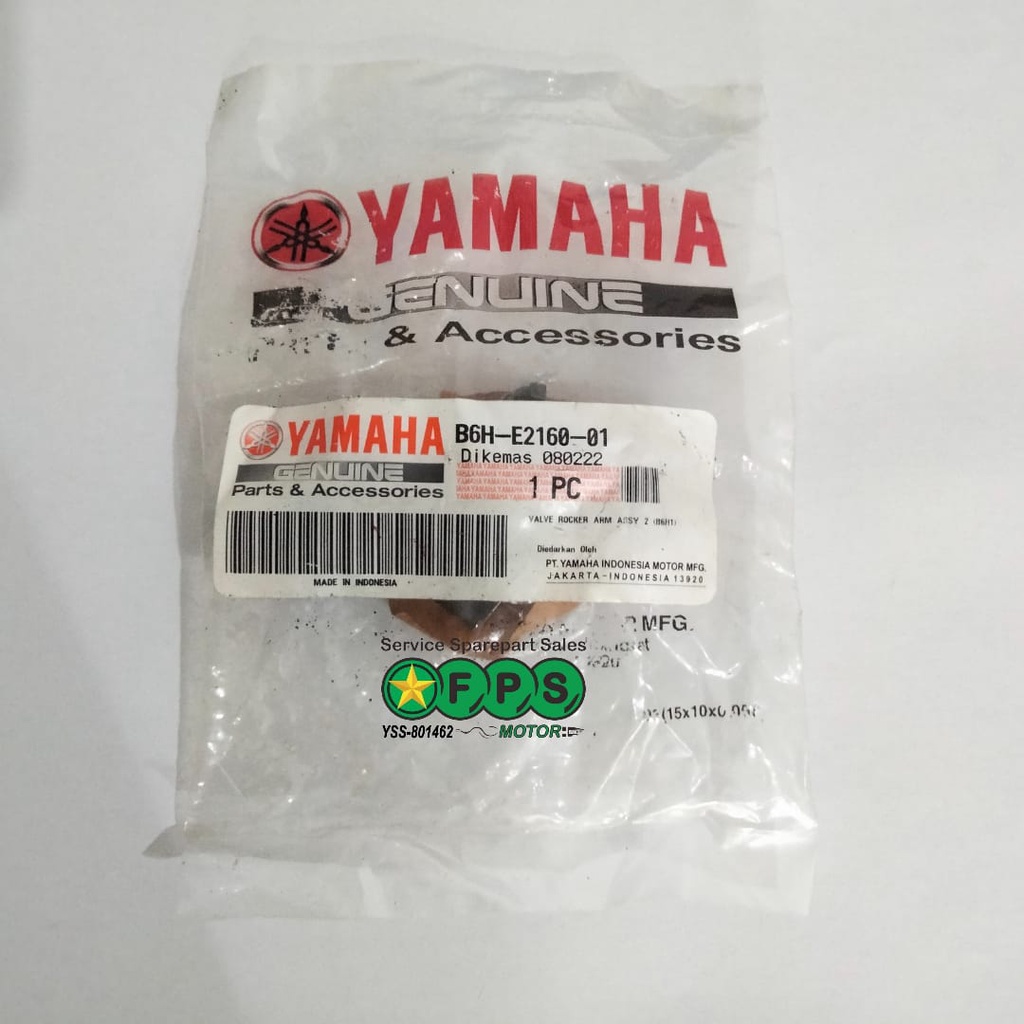 YAMAHA
GENUINE
& Accessories
YAMAHA
GENUINE
Parts & Accessories
B6H-E2160-01
Dikemas 080222
1 PC
VALVE ROCKER ARM ASSY 2 (B6H1)
Diedarkan Oleh
PT. YAMAHA INDONESIA MOTOR MFG.
JAKARTA-INDONESIA 13920
MADE IN INDONESIA
MFG.
Service Sparepart Sales
FPS
YSS-801462
MOTOR